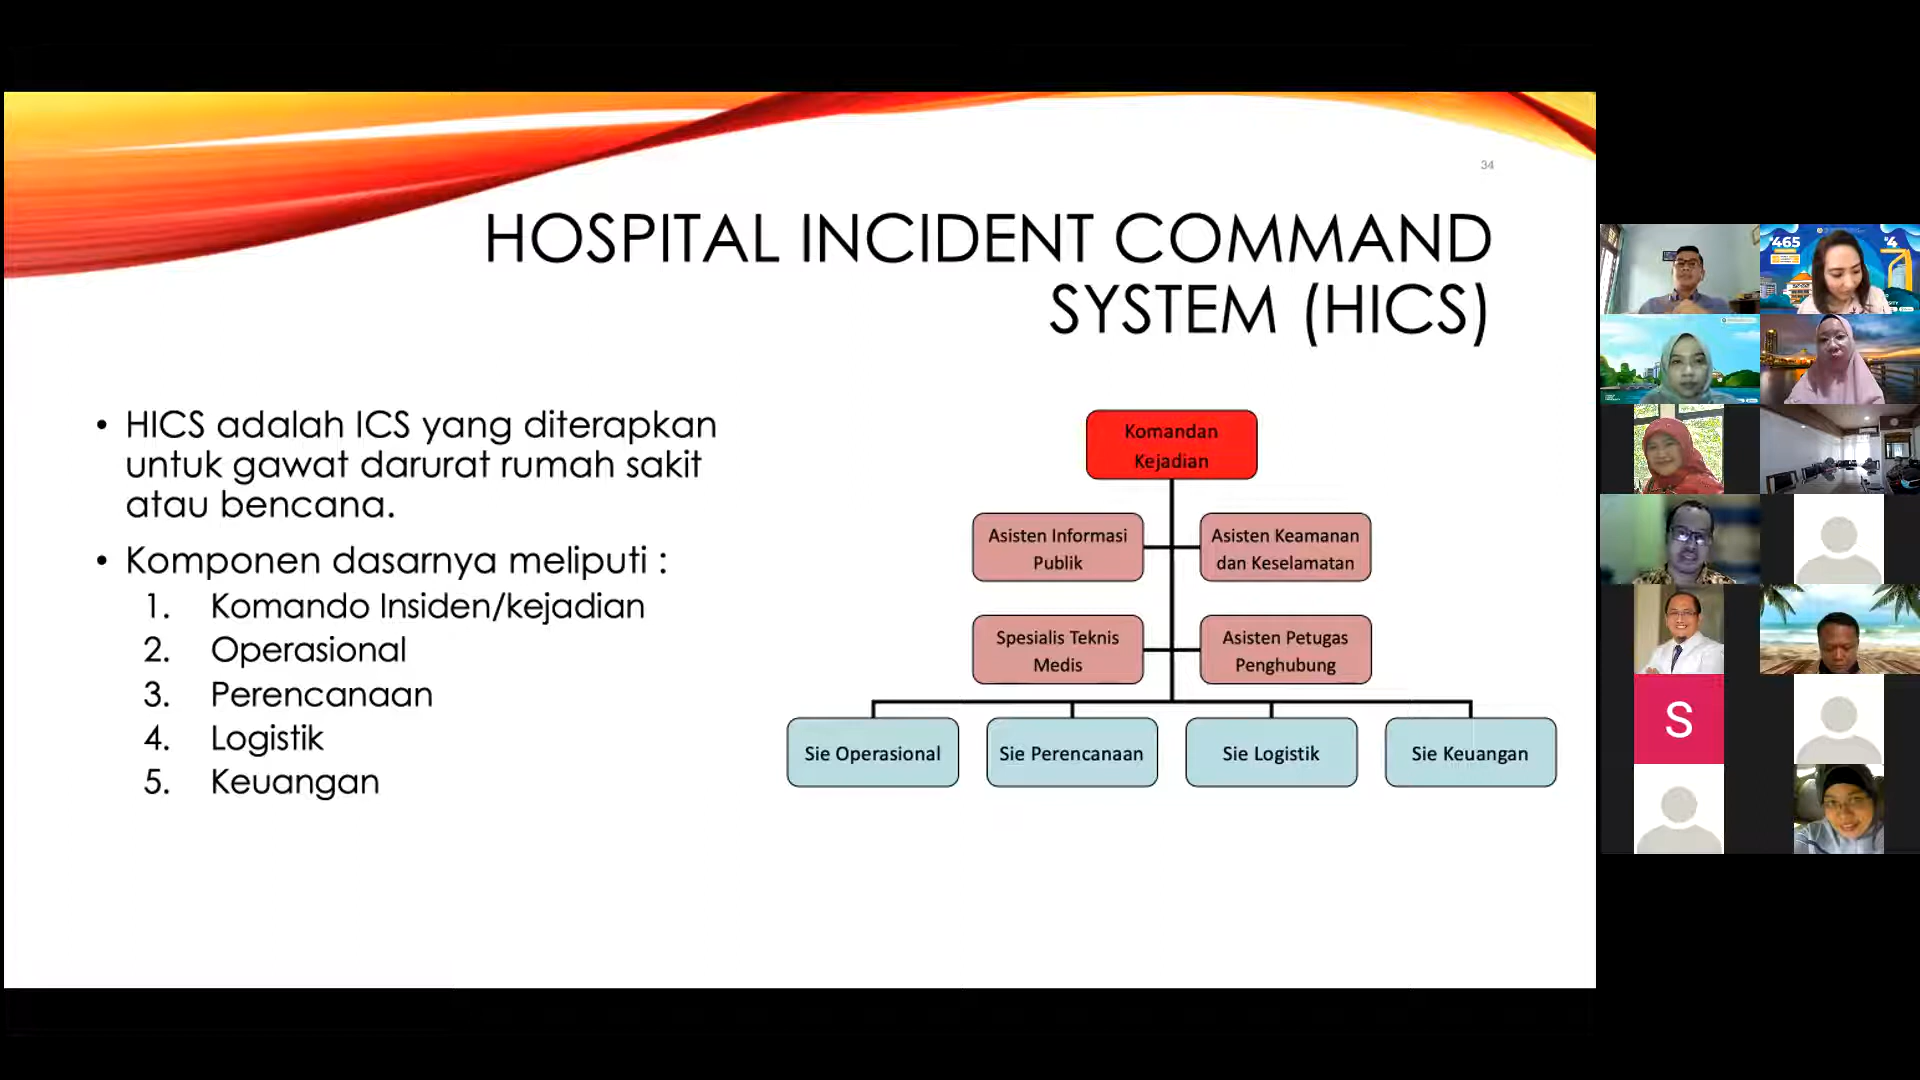 34
HOSPITAL INCIDENT COMMAND
SYSTEM (HICS)
• HICS adalah ICS yang diterapkan
untuk gawat darurat rumah sakit
atau bencana.
• Komponen dasarnya meliputi :
1. Komando Insiden/kejadian
2. Operasional
3. Perencanaan
4. Logistik
5. Keuangan
Komandan
Kejadian
Asisten Informasi
Publik
Asisten Keamanan
dan Keselamatan
Spesialis Teknis
Medis
Asisten Petugas
Penghubung
Sie Operasional
Sie Perencanaan
Sie Logistik
Sie Keuangan
465
4
S